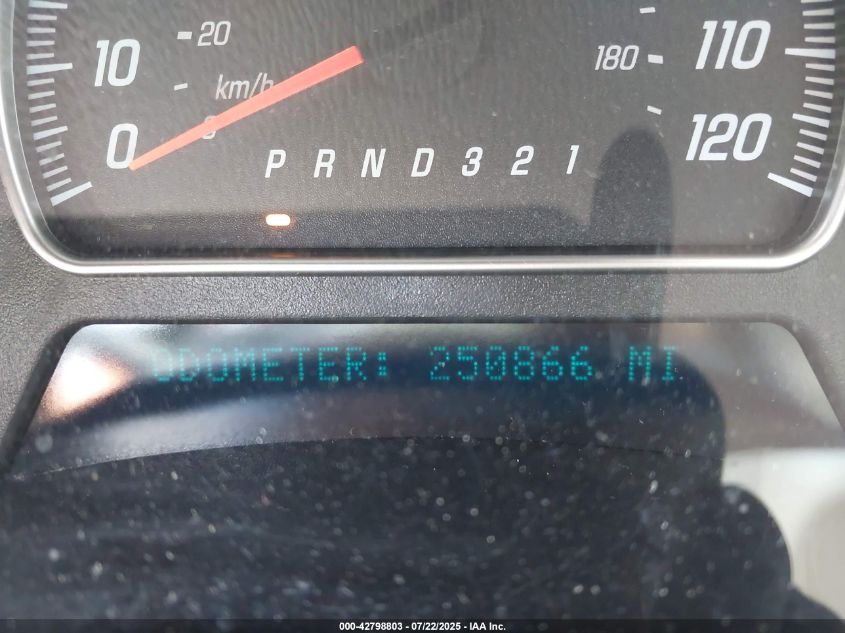 20 110
10 180
km/h
0 0 120
P R N D 3 2 1
ODOMETER: 250866 MI
000-42798803 - 07/22/2025 - IAA Inc.